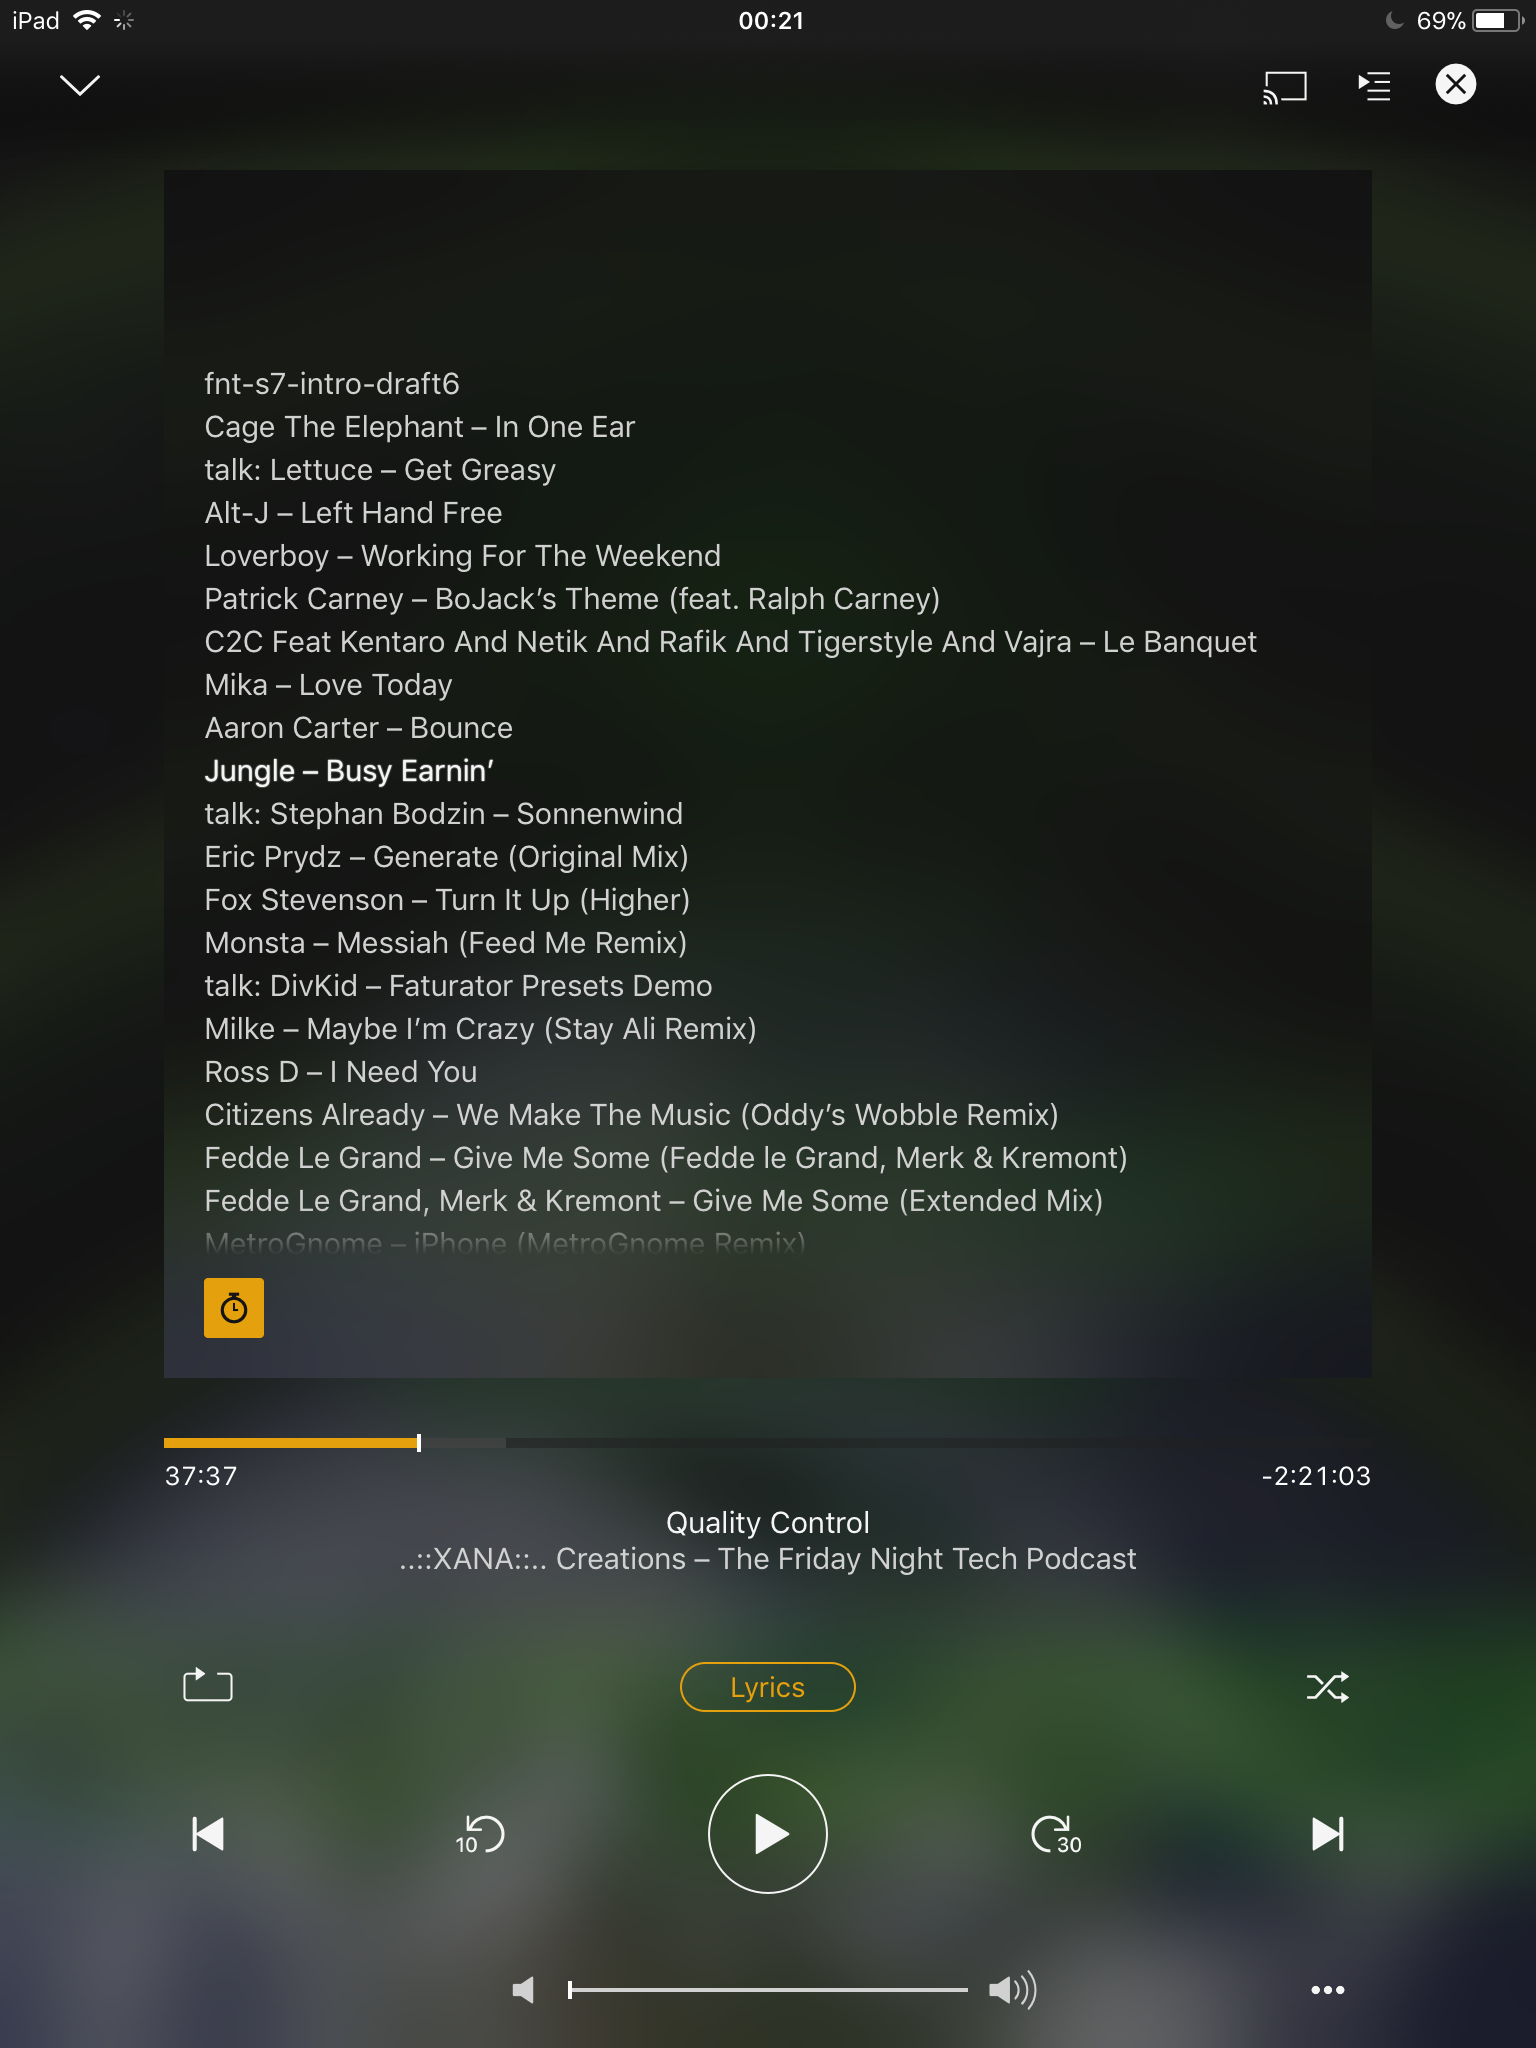 iPad 00:21 69%
fnt-s7-intro-draft6
Cage The Elephant – In One Ear
talk: Lettuce – Get Greasy
Alt-J – Left Hand Free
Loverboy – Working For The Weekend
Patrick Carney – BoJack’s Theme (feat. Ralph Carney)
C2C Feat Kentaro And Netik And Rafik And Tigerstyle And Vajra – Le Banquet
Mika – Love Today
Aaron Carter – Bounce
Jungle – Busy Earnin’
talk: Stephan Bodzin – Sonnenwind
Eric Prydz – Generate (Original Mix)
Fox Stevenson – Turn It Up (Higher)
Monsta – Messiah (Feed Me Remix)
talk: DivKid – Faturator Presets Demo
Milke – Maybe I’m Crazy (Stay Ali Remix)
Ross D – I Need You
Citizens Already – We Make The Music (Oddy’s Wobble Remix)
Fedde Le Grand – Give Me Some (Fedde le Grand, Merk & Kremont)
Fedde Le Grand, Merk & Kremont – Give Me Some (Extended Mix)
MetroGnome – iPhone (MetroGnome Remix)
37:37 -2:21:03
Quality Control
..::XANA::.. Creations – The Friday Night Tech Podcast
Lyrics
10 30